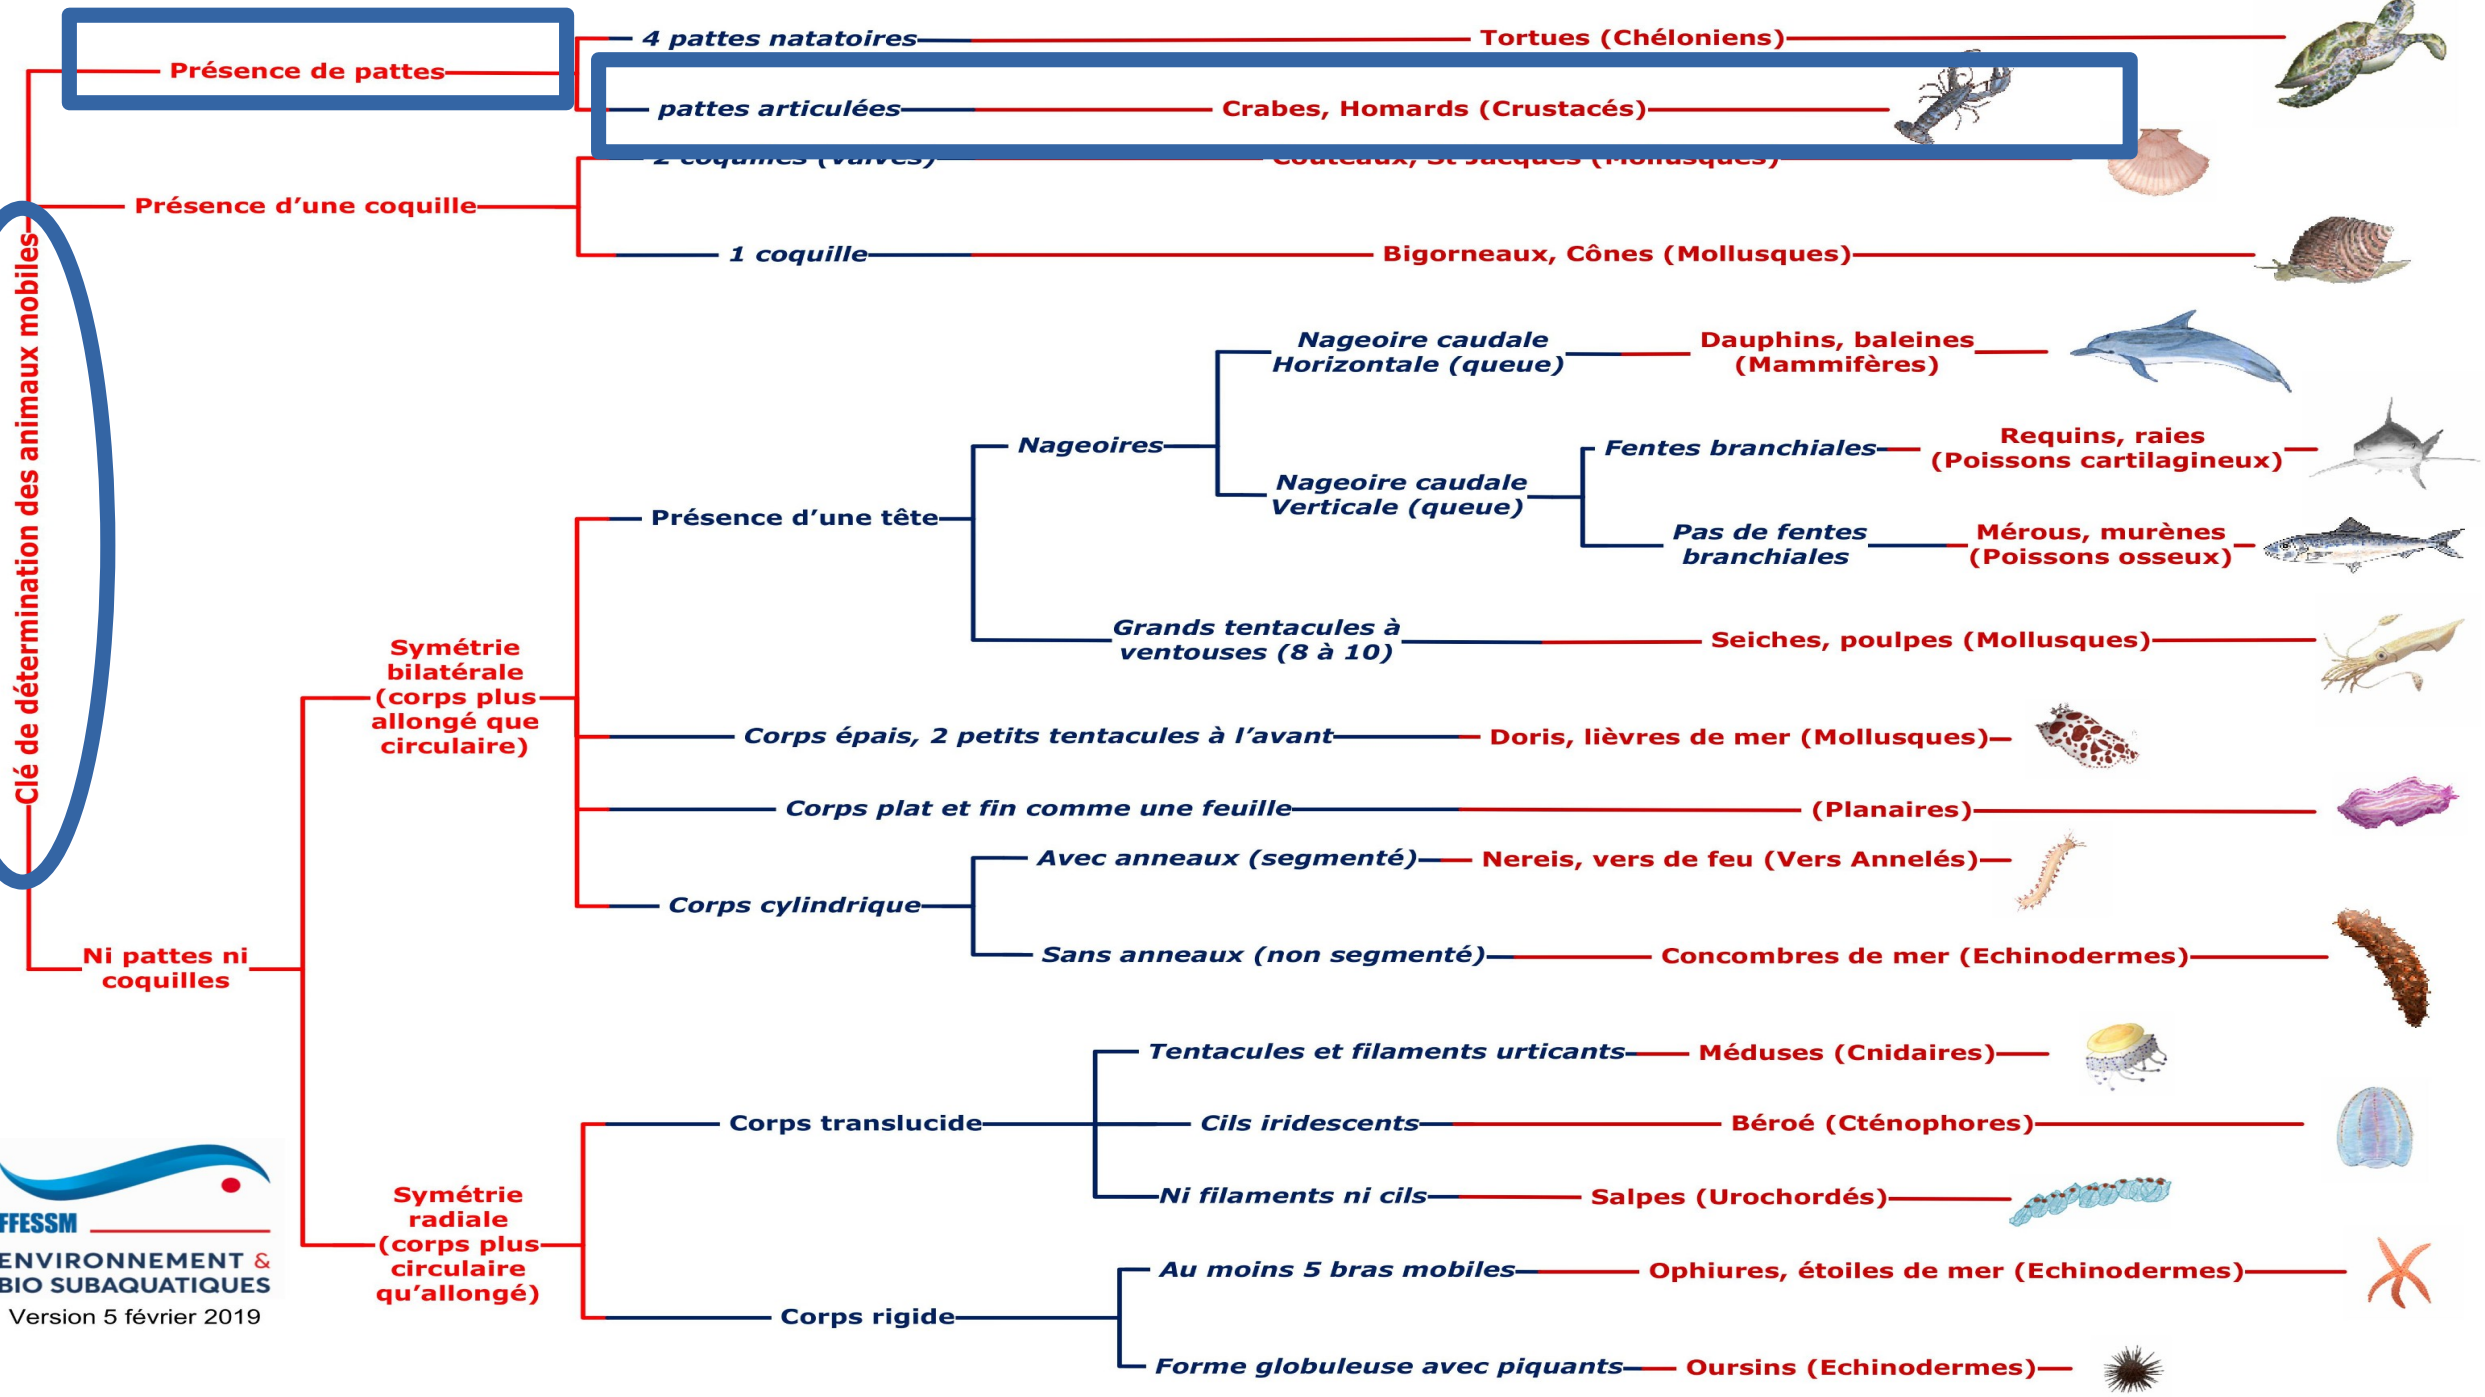 Clé de détermination des animaux mobiles
Présence de pattes
4 pattes natatoires
Tortues (Chéloniens)
pattes articulées
Crabes, Homards (Crustacés)
Présence d’une coquille
2 coquilles (valves)
Couteaux, St Jacques (Mollusques)
1 coquille
Bigorneaux, Cônes (Mollusques)
Ni pattes ni
coquilles
Symétrie
bilatérale
(corps plus
allongé que
circulaire)
Présence d’une tête
Nageoires
Nageoire caudale
Horizontale (queue)
Dauphins, baleines
(Mammifères)
Nageoire caudale
Verticale (queue)
Fentes branchiales
Requins, raies
(Poissons cartilagineux)
Pas de fentes
branchiales
Mérous, murènes
(Poissons osseux)
Grands tentacules à
ventouses (8 à 10)
Seiches, poulpes (Mollusques)
Corps épais, 2 petits tentacules à l’avant
Doris, lièvres de mer (Mollusques)
Corps plat et fin comme une feuille
(Planaires)
Corps cylindrique
Avec anneaux (segmenté)
Nereis, vers de feu (Vers Annelés)
Sans anneaux (non segmenté)
Concombres de mer (Echinodermes)
Symétrie
radiale
(corps plus
circulaire
qu’allongé)
Corps translucide
Tentacules et filaments urticants
Méduses (Cnidaires)
Cils iridescents
Béroé (Cténophores)
Ni filaments ni cils
Salpes (Urochordés)
Corps rigide
Au moins 5 bras mobiles
Ophiures, étoiles de mer (Echinodermes)
Forme globuleuse avec piquants
Oursins (Echinodermes)
FFESSM
ENVIRONNEMENT &
BIO SUBAQUATIQUES
Version 5 février 2019